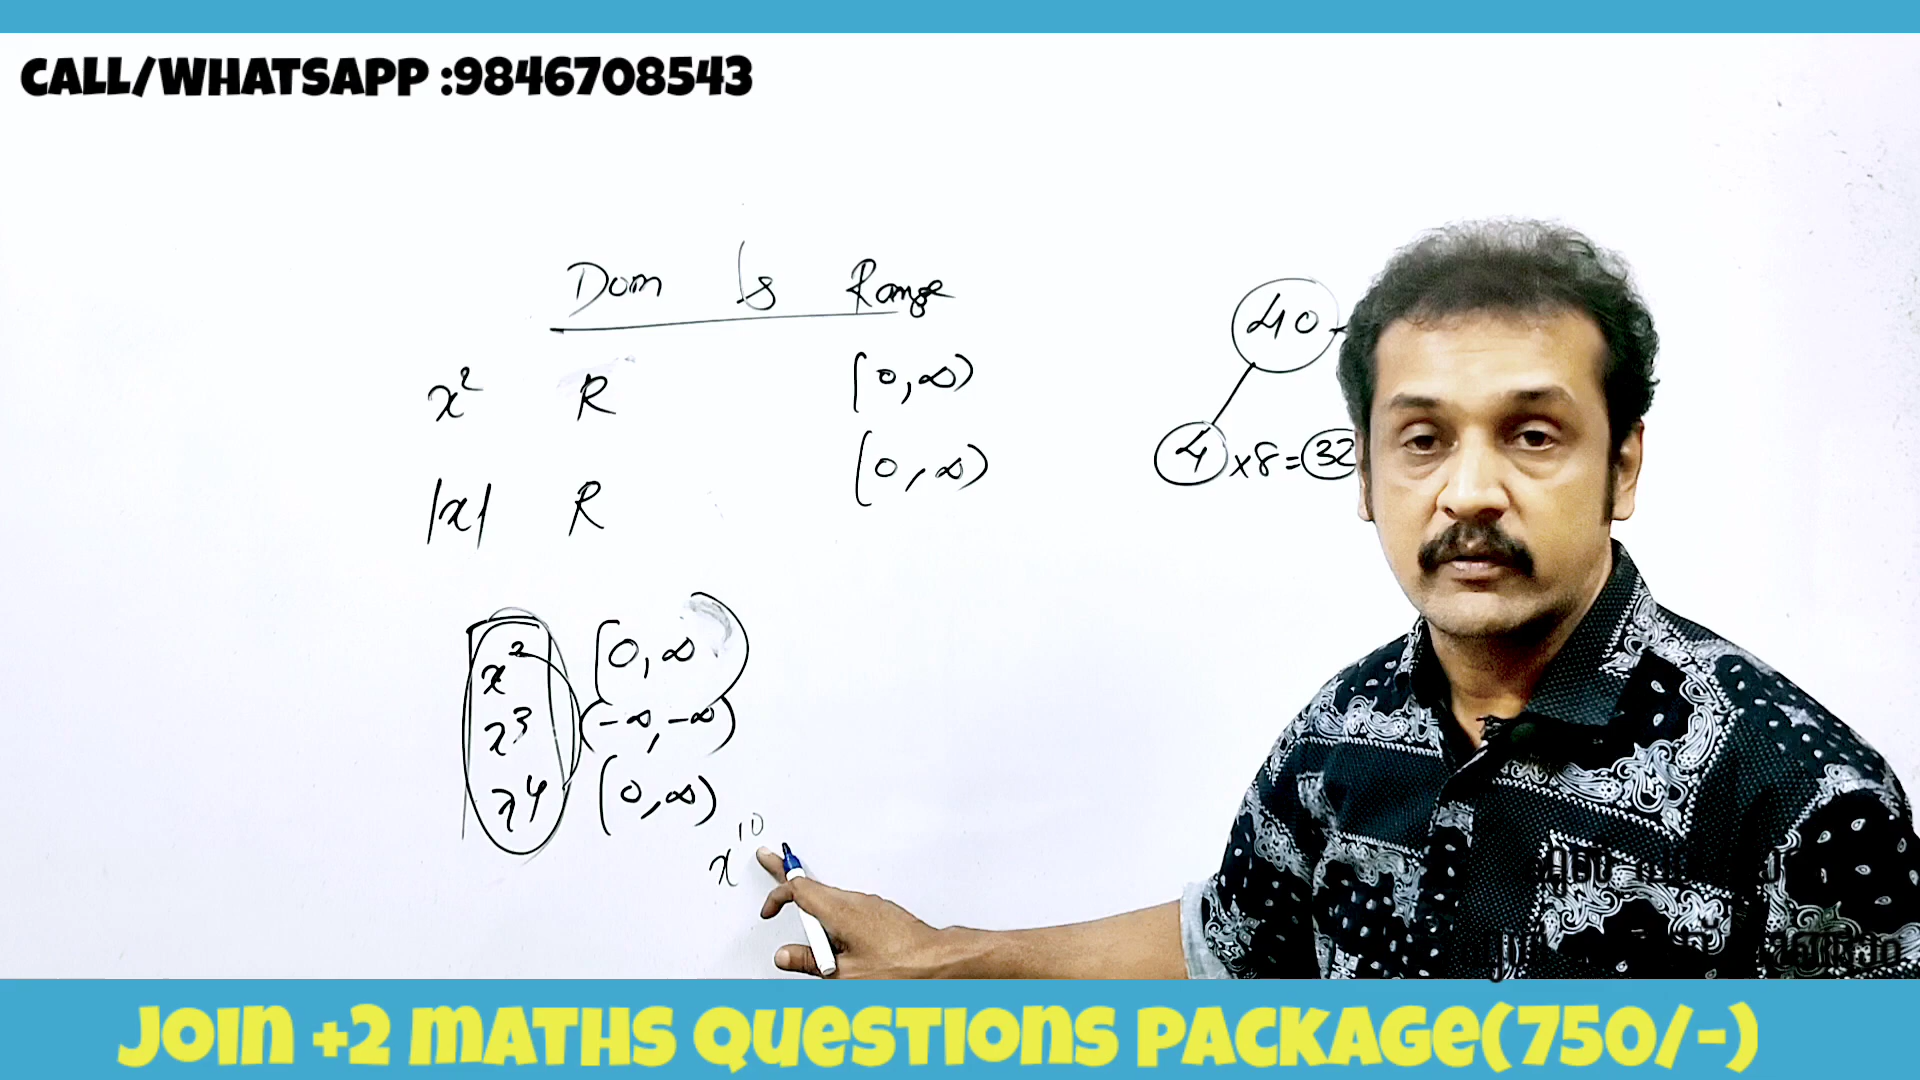 CALL/WHATSAPP :9846708543
Dom Is Range
x² R [0,∞)
|x| R [0,∞)
x² [0,∞)
x³ (-∞,-∞)
x⁴ [0,∞)
x¹⁰
40
4 x8=32
JOIN +2 MATHS QUESTIONS PACKAGE(750/-)